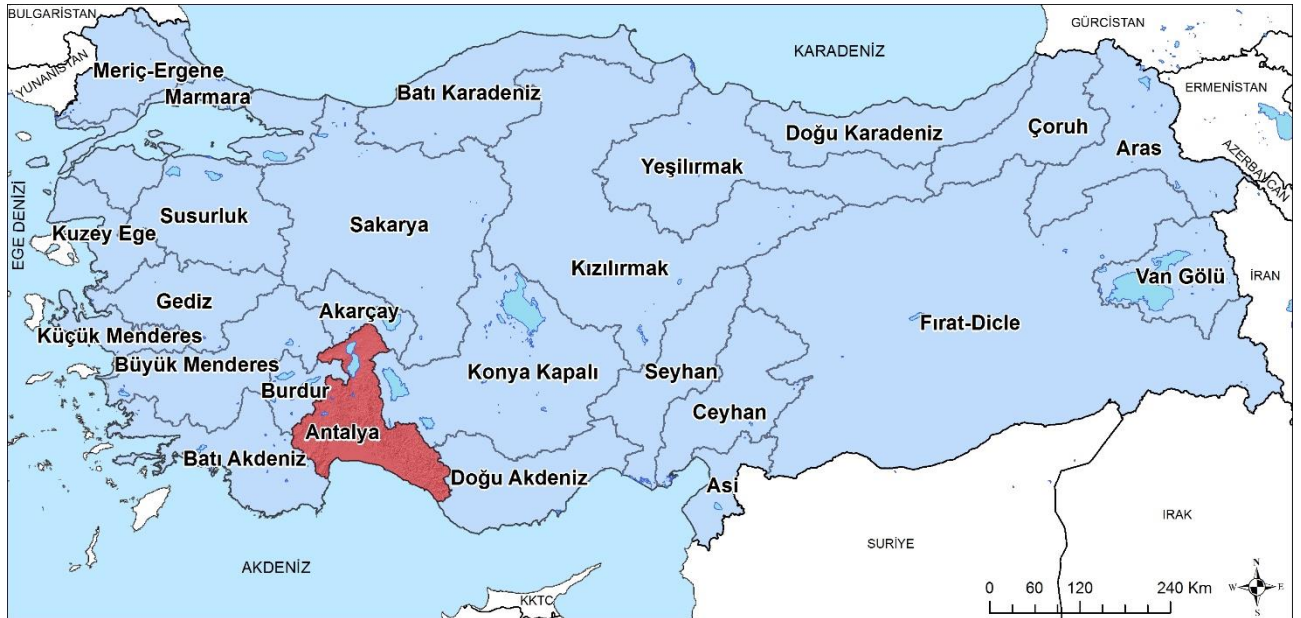 BULGARİSTAN
GÜRCİSTAN
KARADENİZ
YUNANİSTAN
Meriç-Ergene
Marmara
Batı Karadeniz
ERMENİSTAN
Doğu Karadeniz
Çoruh
Aras
AZERBAYCAN
Yeşilırmak
EGE DENİZİ
Susurluk
Sakarya
Kuzey Ege
Kızılırmak
Van Gölü
İRAN
Gediz
Akarçay
Fırat-Dicle
Küçük Menderes
Büyük Menderes
Konya Kapalı
Seyhan
Burdur
Ceyhan
Antalya
Batı Akdeniz
Doğu Akdeniz
Asi
IRAK
SURİYE
AKDENİZ
KKTC
N
W E
S
0 60 120 240 Km